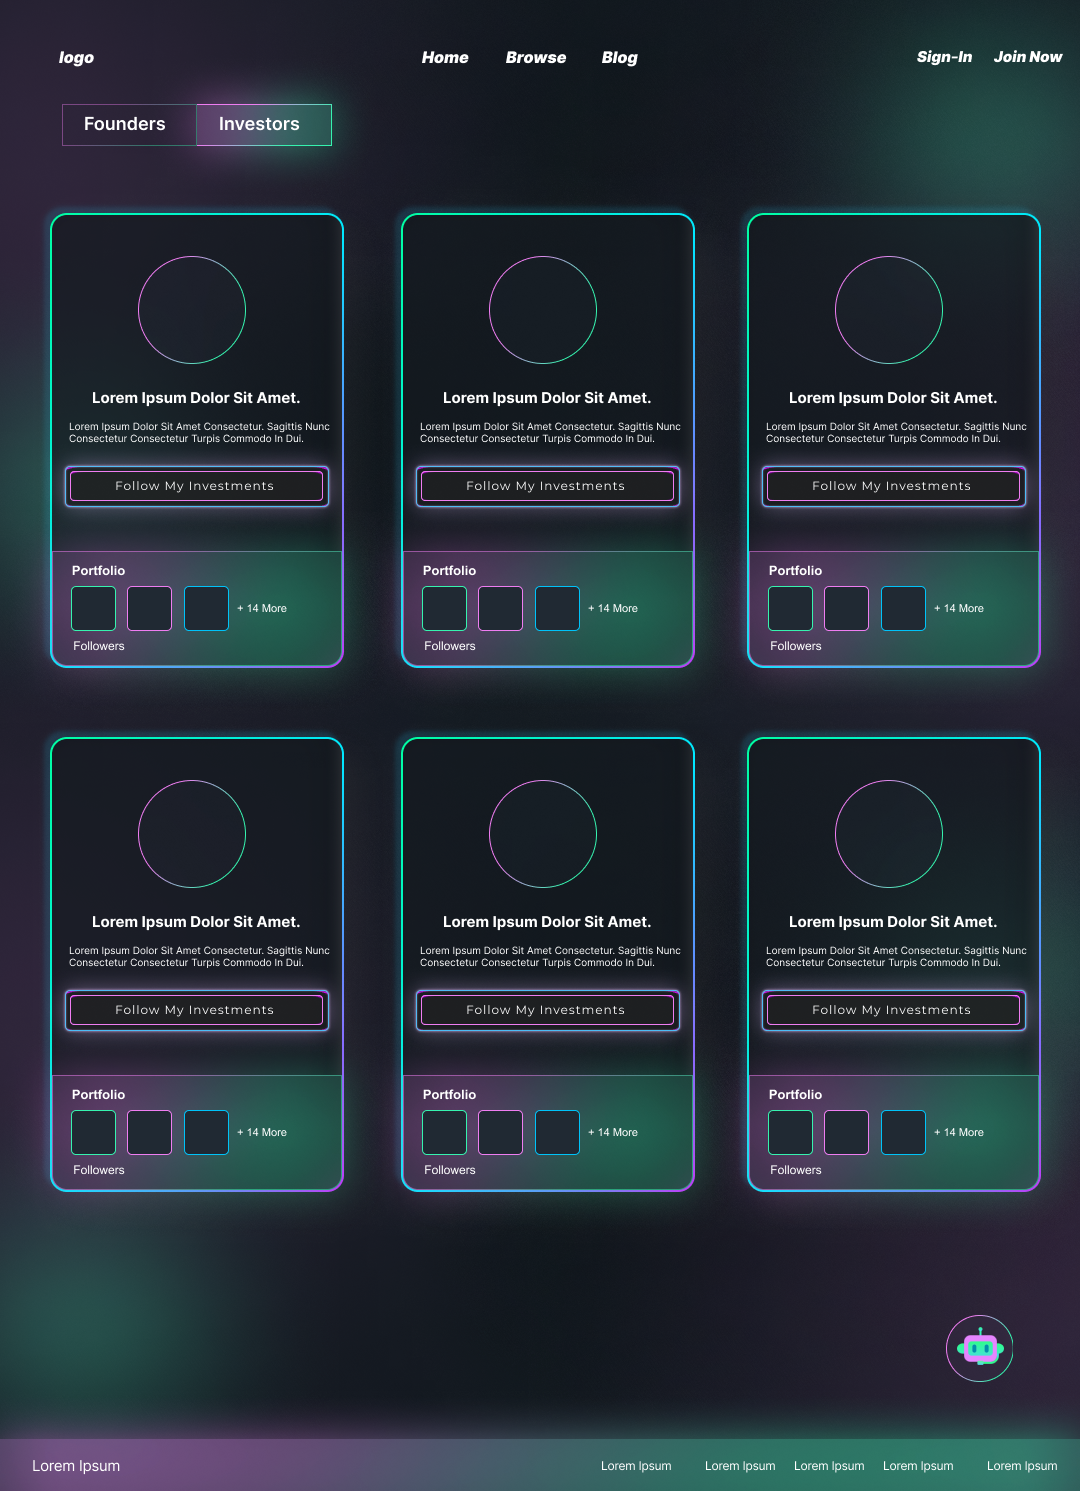 logo
Home Browse Blog
Sign-In Join Now
Founders Investors
Lorem Ipsum Dolor Sit Amet.
Lorem Ipsum Dolor Sit Amet Consectetur. Sagittis Nunc
Consectetur Consectetur Turpis Commodo In Dui.
Follow My Investments
Portfolio
+ 14 More
Followers
Lorem Ipsum Dolor Sit Amet.
Lorem Ipsum Dolor Sit Amet Consectetur. Sagittis Nunc
Consectetur Consectetur Turpis Commodo In Dui.
Follow My Investments
Portfolio
+ 14 More
Followers
Lorem Ipsum Dolor Sit Amet.
Lorem Ipsum Dolor Sit Amet Consectetur. Sagittis Nunc
Consectetur Consectetur Turpis Commodo In Dui.
Follow My Investments
Portfolio
+ 14 More
Followers
Lorem Ipsum Dolor Sit Amet.
Lorem Ipsum Dolor Sit Amet Consectetur. Sagittis Nunc
Consectetur Consectetur Turpis Commodo In Dui.
Follow My Investments
Portfolio
+ 14 More
Followers
Lorem Ipsum Dolor Sit Amet.
Lorem Ipsum Dolor Sit Amet Consectetur. Sagittis Nunc
Consectetur Consectetur Turpis Commodo In Dui.
Follow My Investments
Portfolio
+ 14 More
Followers
Lorem Ipsum Dolor Sit Amet.
Lorem Ipsum Dolor Sit Amet Consectetur. Sagittis Nunc
Consectetur Consectetur Turpis Commodo In Dui.
Follow My Investments
Portfolio
+ 14 More
Followers
Lorem Ipsum
Lorem Ipsum Lorem Ipsum Lorem Ipsum Lorem Ipsum Lorem Ipsum